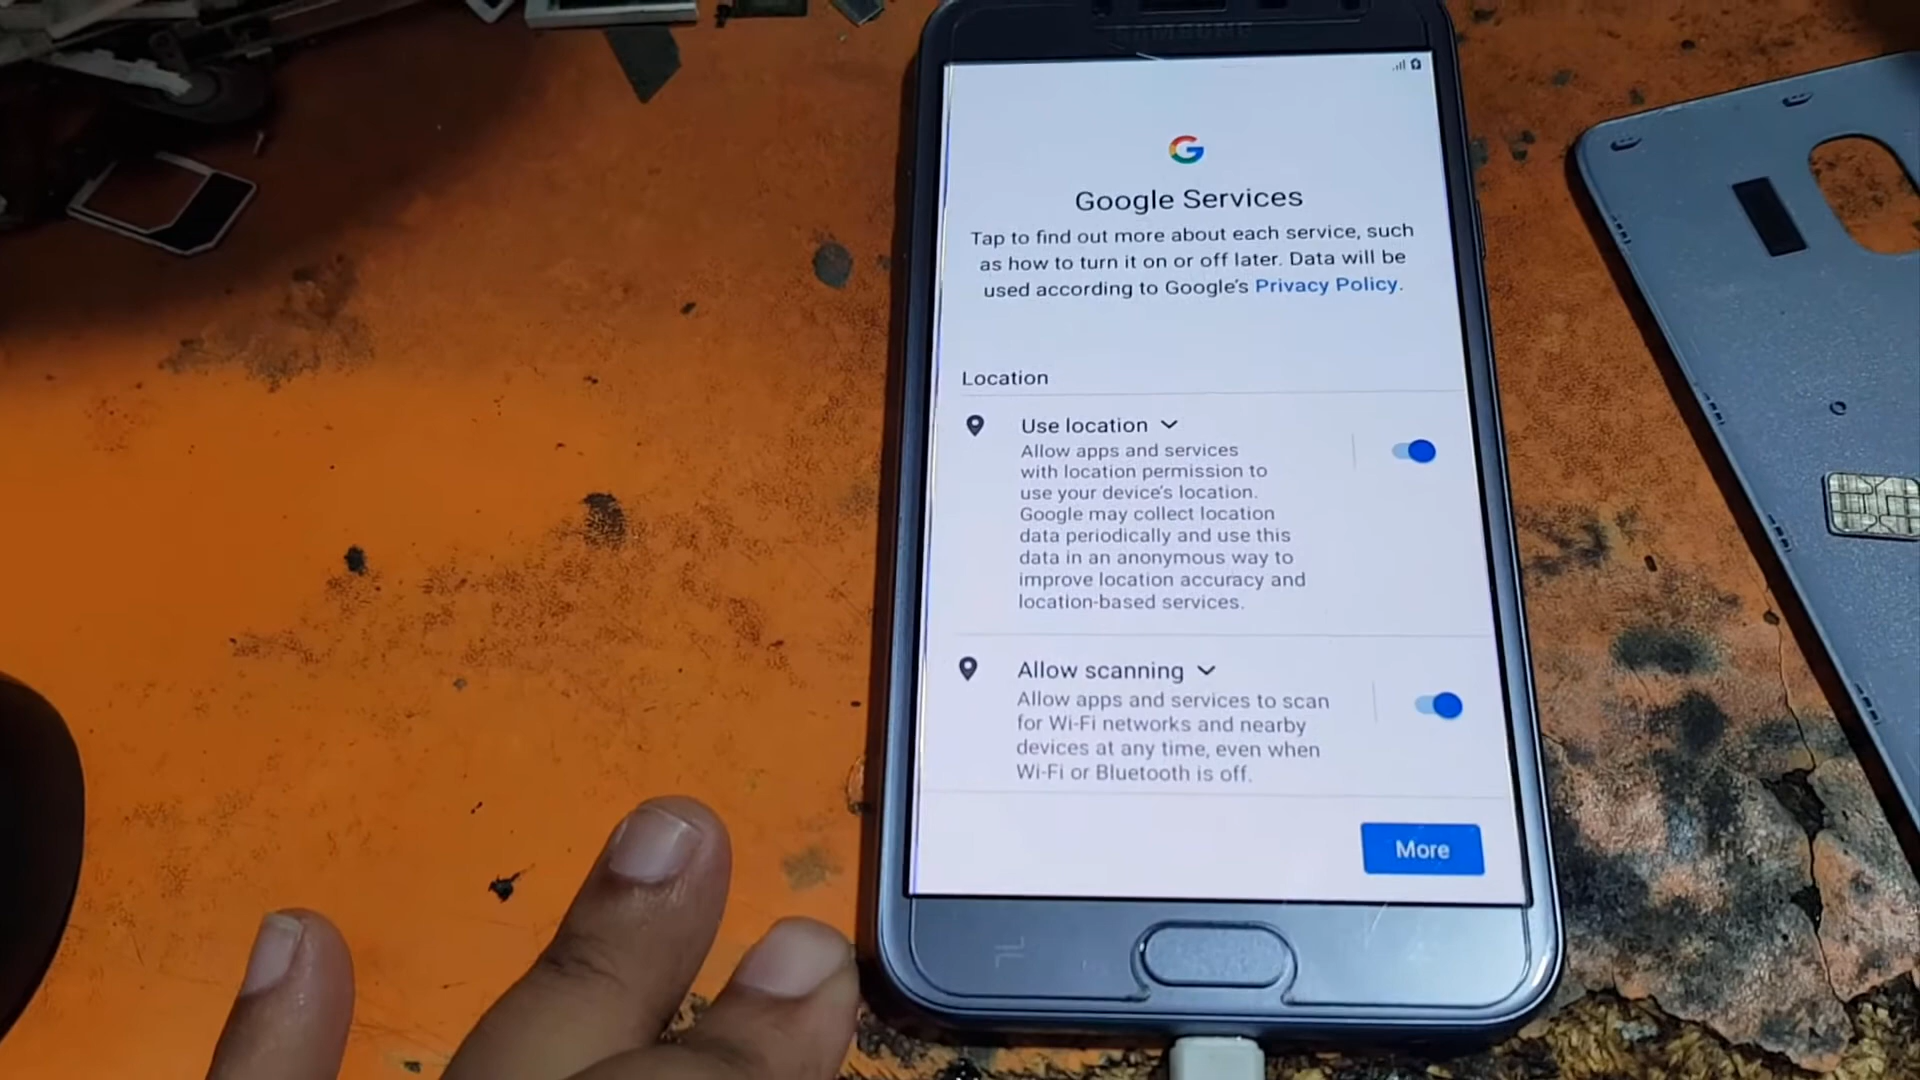 SAMSUNG
Google Services
Tap to find out more about each service, such
as how to turn it on or off later. Data will be
used according to Google's Privacy Policy.
Location
Use location
Allow apps and services
with location permission to
use your device's location.
Google may collect location
data periodically and use this
data in an anonymous way to
improve location accuracy and
location-based services.
Allow scanning
Allow apps and services to scan
for Wi-Fi networks and nearby
devices at any time, even when
Wi-Fi or Bluetooth is off.
More